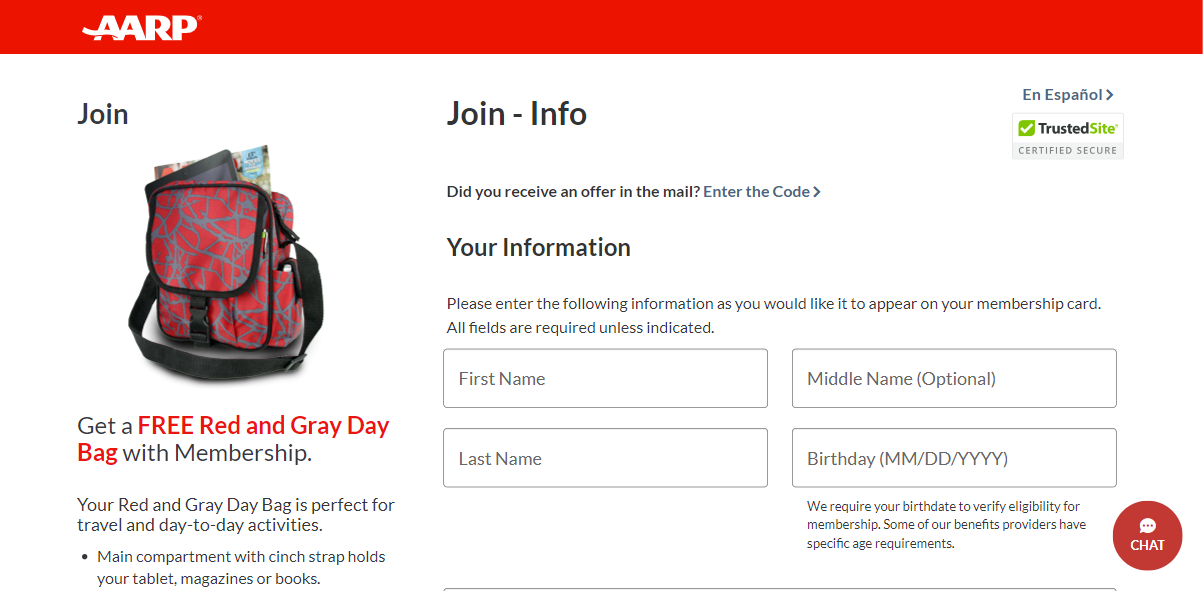 AARP®
En Español
Join
Join - Info
TrustedSite
CERTIFIED SECURE
Did you receive an offer in the mail? Enter the Code
Your Information
Please enter the following information as you would like it to appear on your membership card.
All fields are required unless indicated.
First Name
Middle Name (Optional)
Last Name
Birthday (MM/DD/YYYY)
We require your birthdate to verify eligibility for
membership. Some of our benefits providers have
specific age requirements.
Get a FREE Red and Gray Day
Bag with Membership.
Your Red and Gray Day Bag is perfect for
travel and day-to-day activities.
• Main compartment with cinch strap holds
your tablet, magazines or books.
CHAT